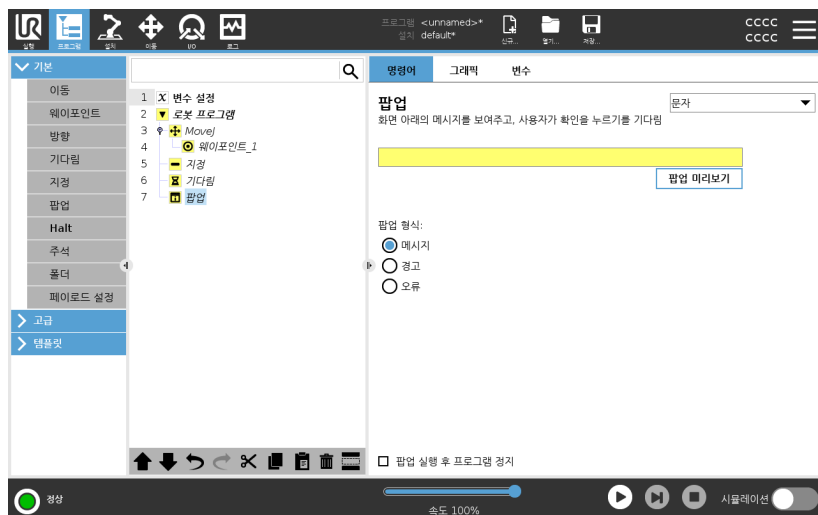 프로그램 <unnamed>*
설치 default*
cccc
cccc
UR
실행
프로그램
설치
이동
I/O
로그
신규...
열기...
저장...
기본
이동
웨이포인트
방향
기다림
지정
팝업
Halt
주석
폴더
페이로드 설정
고급
템플릿
1 x 변수 설정
2 로봇 프로그램
3 MoveJ
4 웨이포인트_1
5 지정
6 기다림
7 팝업
명령어 그래픽 변수
팝업
문자
화면 아래의 메시지를 보여주고, 사용자가 확인을 누르기를 기다림
팝업 미리보기
팝업 형식:
메시지
경고
오류
팝업 실행 후 프로그램 정지
정상
속도 100%
시뮬레이션